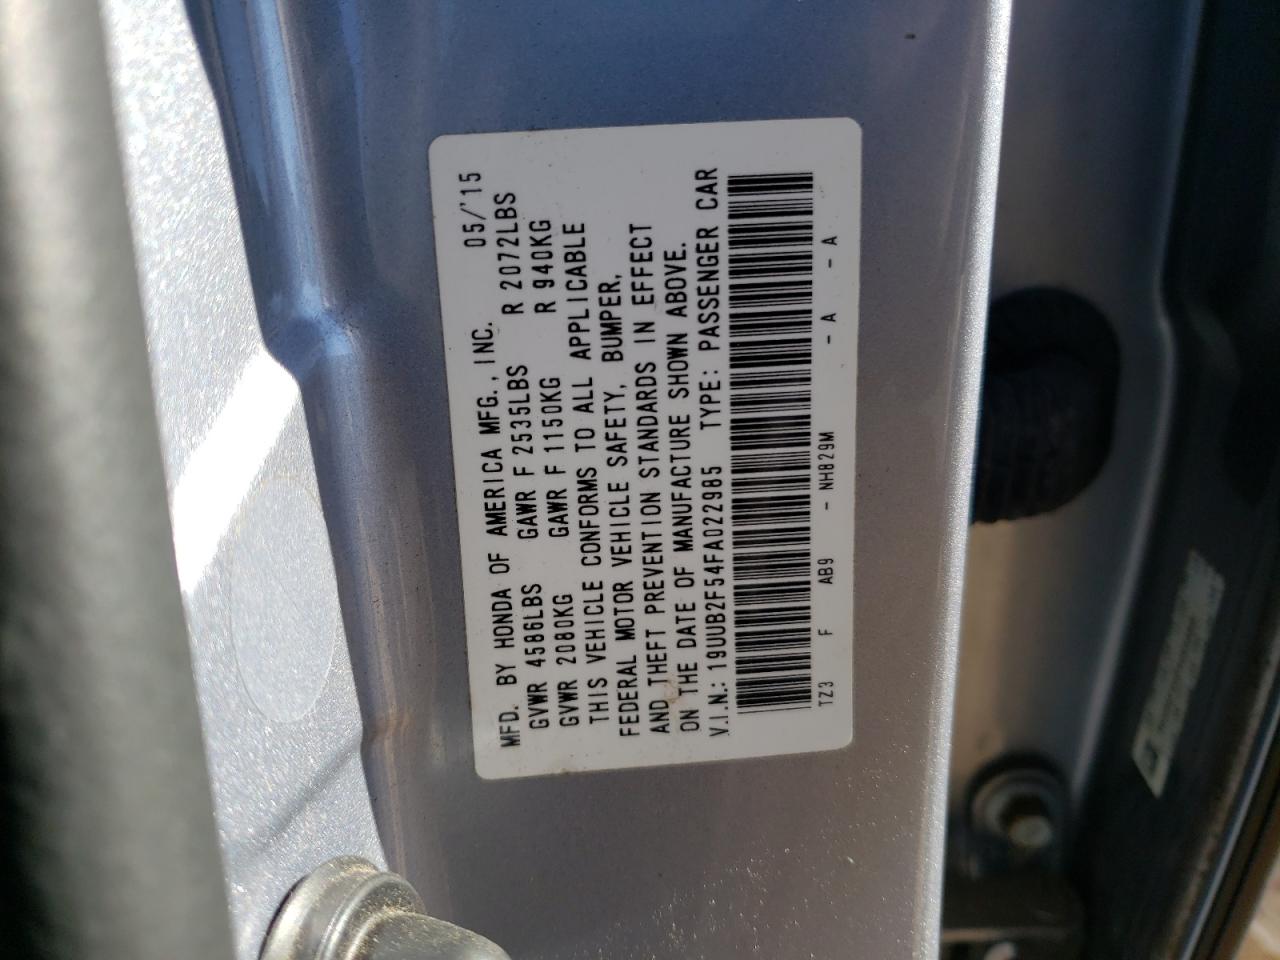 MFD. BY HONDA OF AMERICA MFG., INC. 05/'15
GVWR 4586LBS GAWR F 2535LBS R 2072LBS
GVWR 2080KG GAWR F 1150KG R 940KG
THIS VEHICLE CONFORMS TO ALL APPLICABLE
FEDERAL MOTOR VEHICLE SAFETY, BUMPER,
AND THEFT PREVENTION STANDARDS IN EFFECT
ON THE DATE OF MANUFACTURE SHOWN ABOVE.
V.I.N.: 19UUB2F54FA022985 TYPE: PASSENGER CAR
TZ3 F AB9 - NH829M - A - A